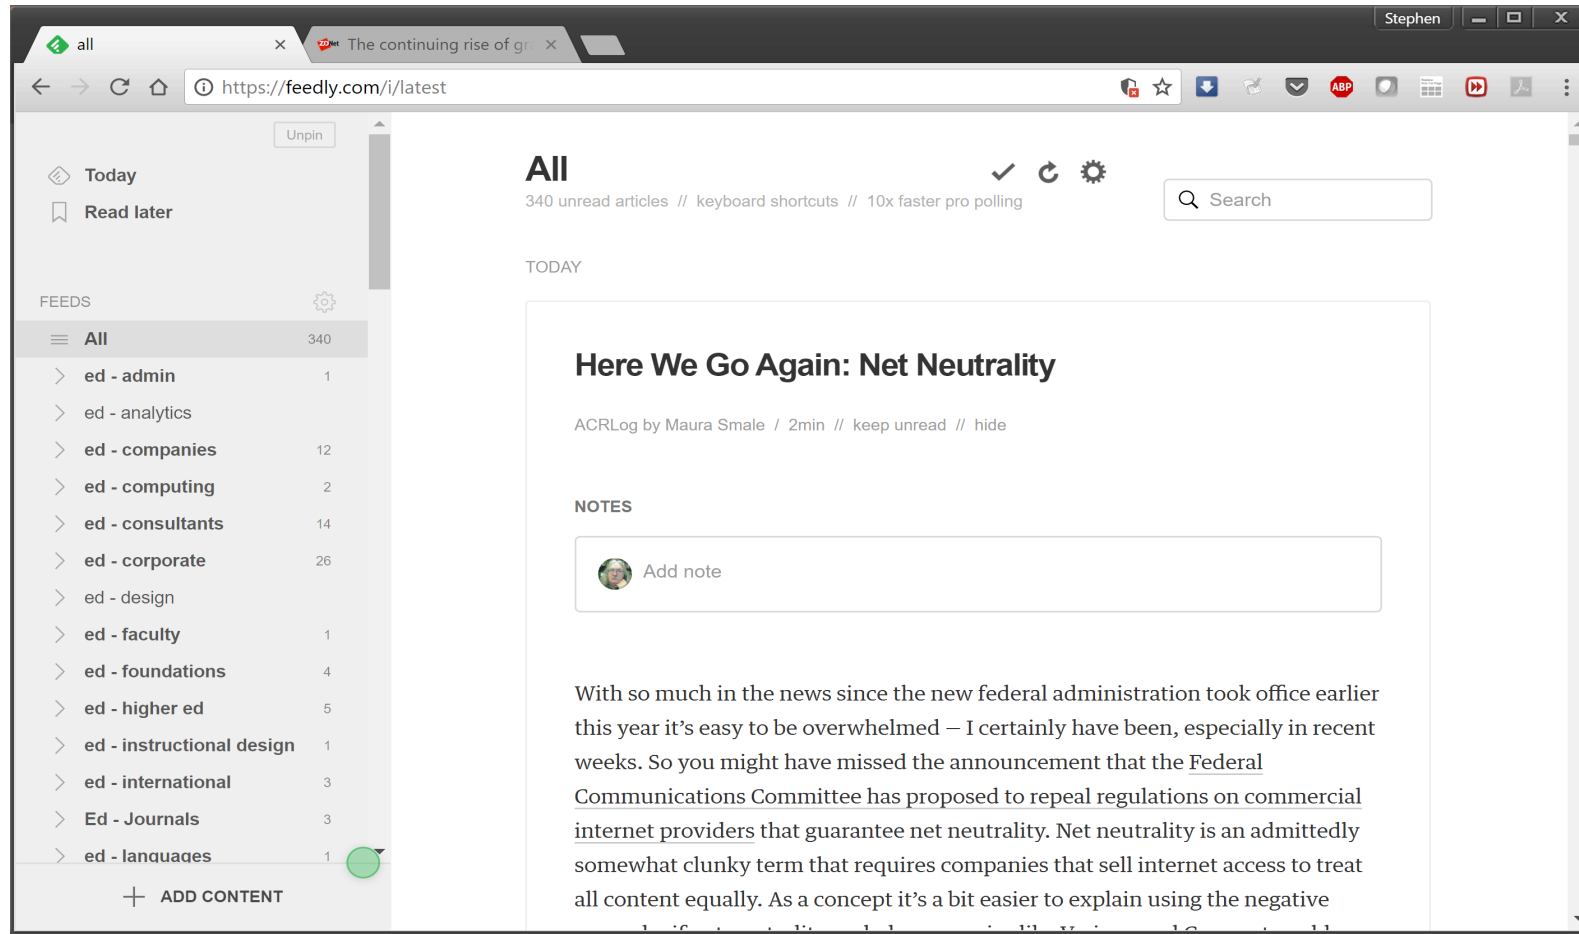 Stephen
all
ZDNet The continuing rise of gr
https://feedly.com/i/latest
ABP
Unpin
Today
Read later
FEEDS
All 340
ed - admin 1
ed - analytics
ed - companies 12
ed - computing 2
ed - consultants 14
ed - corporate 26
ed - design
ed - faculty 1
ed - foundations 4
ed - higher ed 5
ed - instructional design 1
ed - international 3
Ed - Journals 3
ed - languages 1
ADD CONTENT
All
340 unread articles // keyboard shortcuts // 10x faster pro polling
Search
TODAY
Here We Go Again: Net Neutrality
ACRLog by Maura Smale / 2min // keep unread // hide
NOTES
Add note
With so much in the news since the new federal administration took office earlier
this year it’s easy to be overwhelmed — I certainly have been, especially in recent
weeks. So you might have missed the announcement that the Federal
Communications Committee has proposed to repeal regulations on commercial
internet providers that guarantee net neutrality. Net neutrality is an admittedly
somewhat clunky term that requires companies that sell internet access to treat
all content equally. As a concept it’s a bit easier to explain using the negative